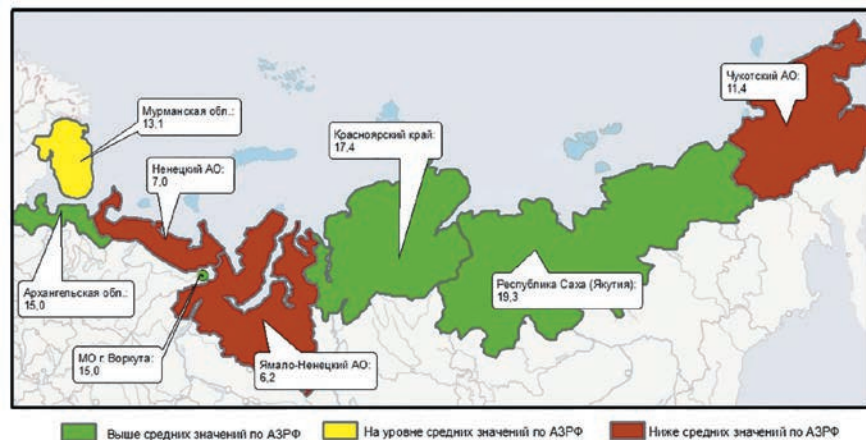 Чукотский АО:
11,4
Мурманская обл.:
13,1
Красноярский край:
17,4
Ненецкий АО:
7,0
Республика Саха (Якутия):
19,3
Архангельская обл.:
15,0
МО г. Воркута:
15,0
Ямало-Ненецкий АО:
6,2
Выше средних значений по АЗРФ
На уровне средних значений по АЗРФ
Ниже средних значений по АЗРФ